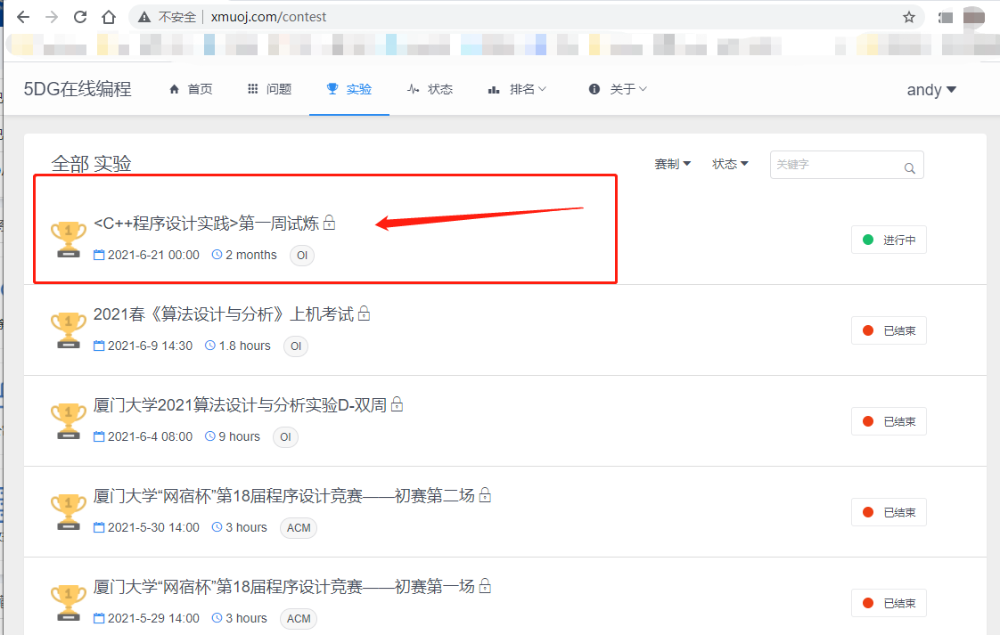 不安全 xmuoj.com/contest
5DG在线编程 首页 问题 实验 状态 排名 关于 andy
全部 实验 赛制 状态 关键字
<C++程序设计实践>第一周试炼
2021-6-21 00:00 2 months OI 进行中
2021春《算法设计与分析》上机考试
2021-6-9 14:30 1.8 hours OI 已结束
厦门大学2021算法设计与分析实验D-双周
2021-6-4 08:00 9 hours OI 已结束
厦门大学“网宿杯”第18届程序设计竞赛——初赛第二场
2021-5-30 14:00 3 hours ACM 已结束
厦门大学“网宿杯”第18届程序设计竞赛——初赛第一场
2021-5-29 14:00 3 hours ACM 已结束